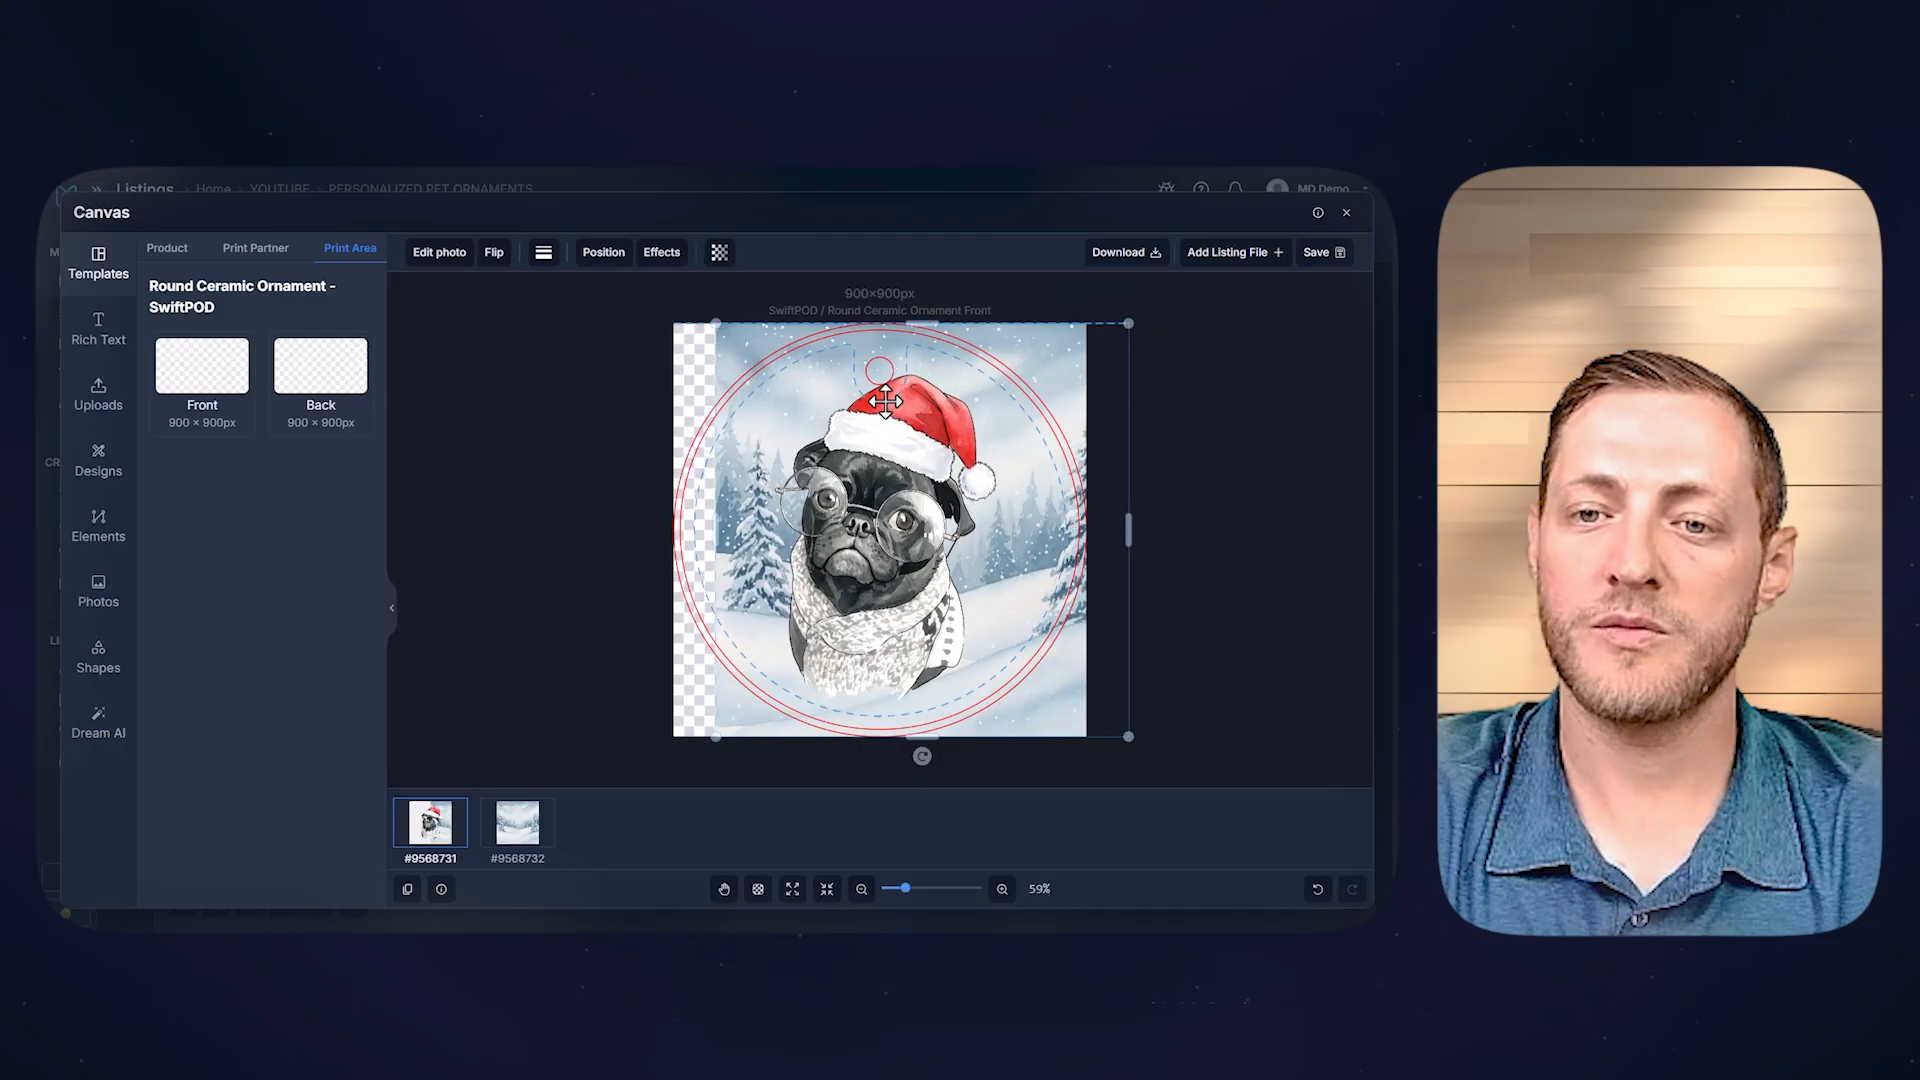 Listings
Home
YOUTUBE
PERSONALIZED PET ORNAMENTS
MD Demo
Canvas
Product
Print Partner
Print Area
Edit photo
Flip
Position
Effects
Download
Add Listing File
Save
Templates
Rich Text
Uploads
Designs
Elements
Photos
Shapes
Dream AI
Round Ceramic Ornament -
SwiftPOD
Front
900 × 900px
Back
900 × 900px
900×900px
SwiftPOD / Round Ceramic Ornament Front
#9568731
#9568732
59%